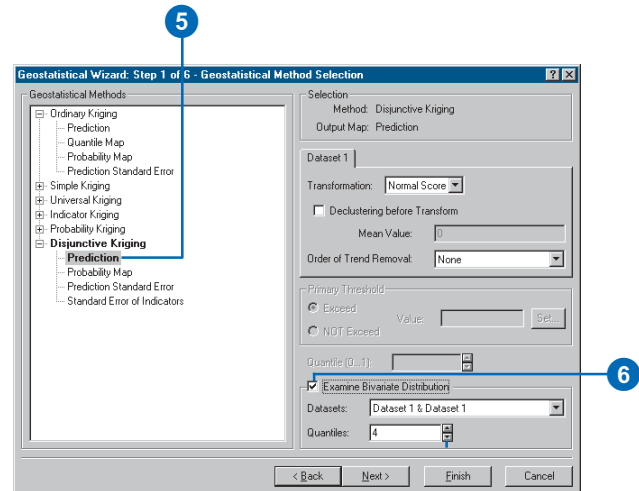 5
Geostatistical Wizard: Step 1 of 6 - Geostatistical Method Selection
Geostatistical Methods
Ordinary Kriging
Prediction
Quantile Map
Probability Map
Prediction Standard Error
Simple Kriging
Universal Kriging
Indicator Kriging
Probability Kriging
Disjunctive Kriging
Prediction
Probability Map
Prediction Standard Error
Standard Error of Indicators
Selection
Method: Disjunctive Kriging
Output Map: Prediction
Dataset 1
Transformation: Normal Score
Declustering before Transform
Mean Value: 0
Order of Trend Removal: None
Primary Threshold
Exceed
Value: Set...
NOT Exceed
Quantile (0...1):
6
Examine Bivariate Distribution
Datasets: Dataset 1 & Dataset 1
Quantiles: 4
< Back Next > Finish Cancel